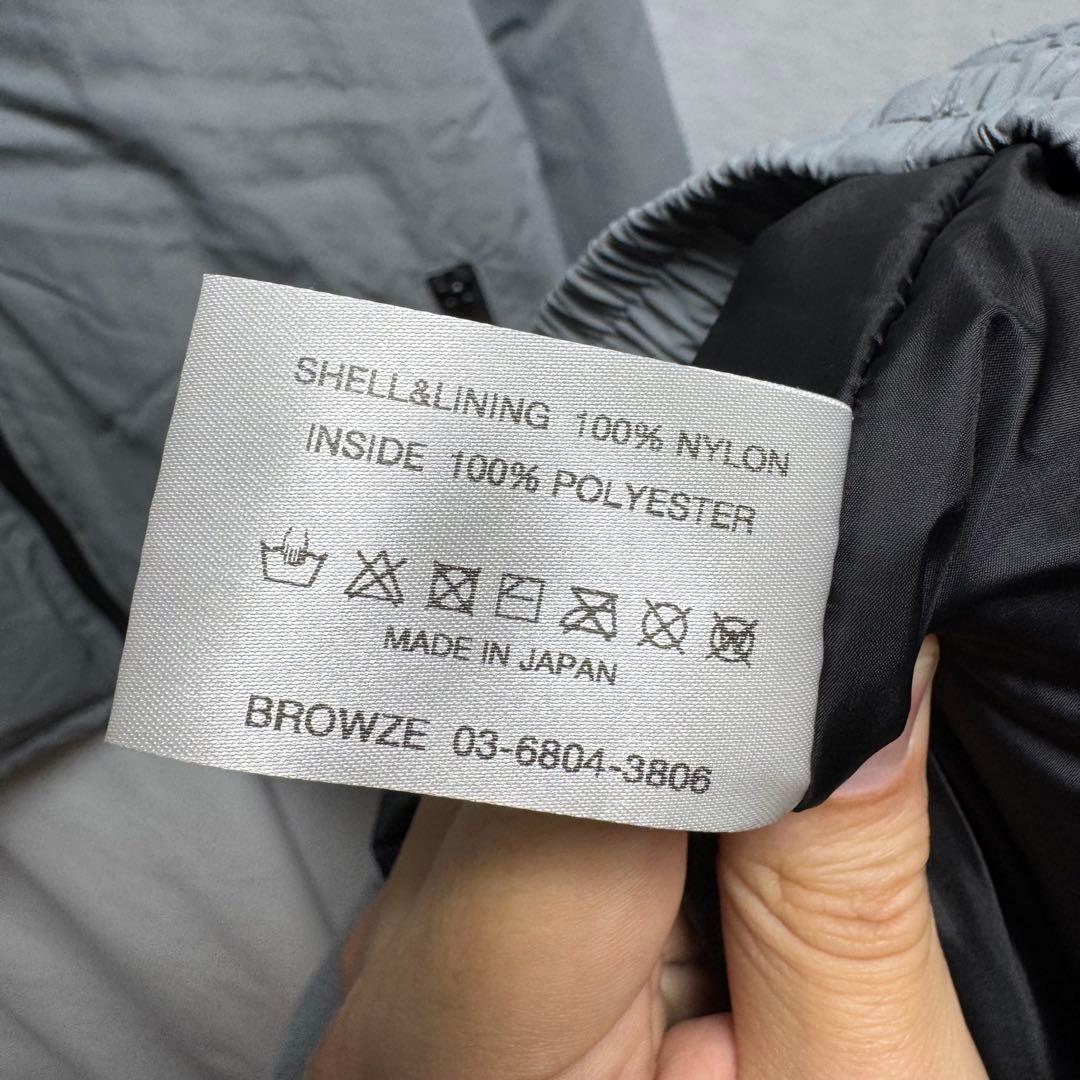 SHELL&LINING 100% NYLON
INSIDE 100% POLYESTER
MADE IN JAPAN
BROWZE 03-6804-3806